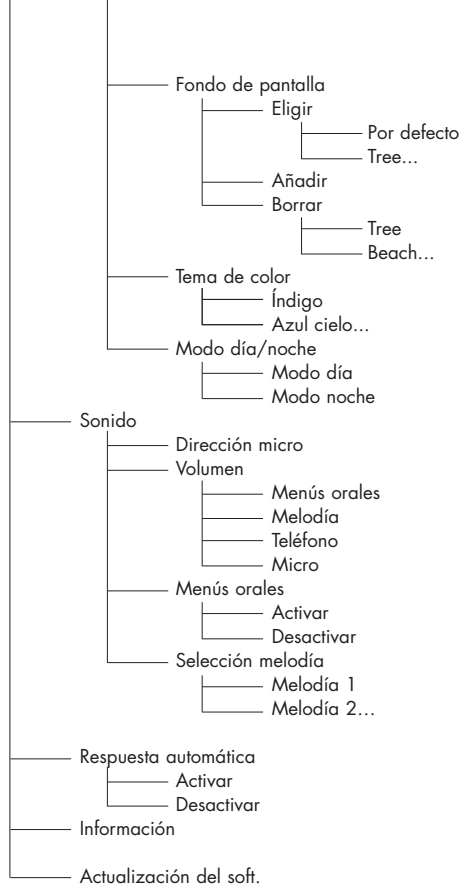 Fondo de pantalla
Eligir
Por defecto
Tree...
Añadir
Borrar
Tree
Beach...
Tema de color
Índigo
Azul cielo...
Modo día/noche
Modo día
Modo noche
Sonido
Dirección micro
Volumen
Menús orales
Melodía
Teléfono
Micro
Menús orales
Activar
Desactivar
Selección melodía
Melodía 1
Melodía 2...
Respuesta automática
Activar
Desactivar
Información
Actualización del soft.